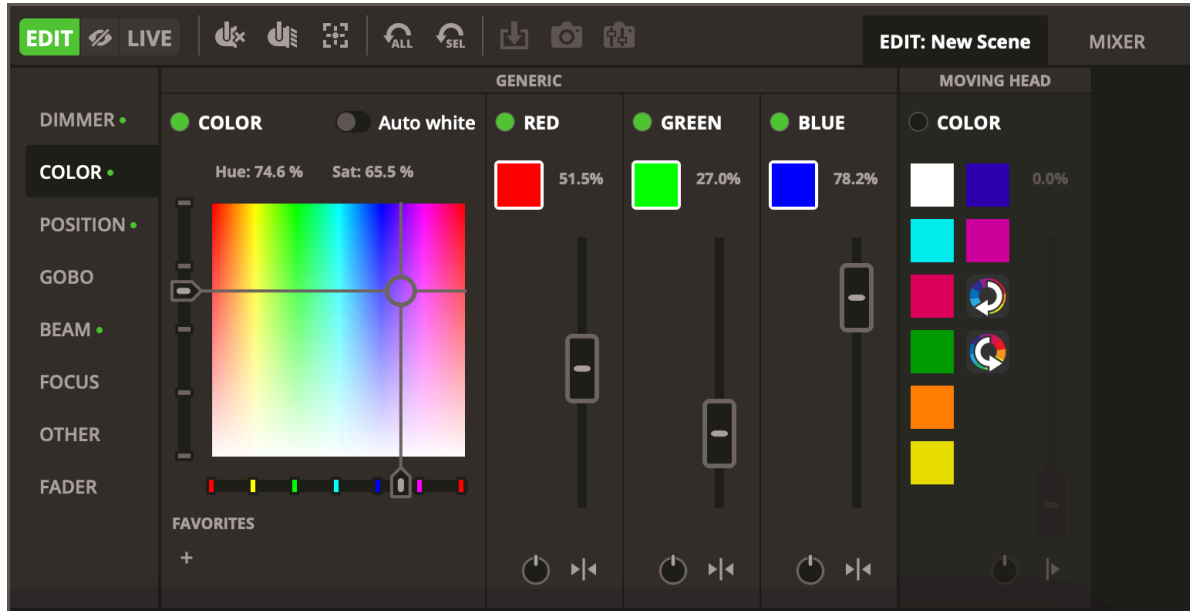 EDIT LIVE ALL SEL EDIT: New Scene MIXER
GENERIC MOVING HEAD
DIMMER
COLOR
POSITION
GOBO
BEAM
FOCUS
OTHER
FADER
COLOR Auto white
Hue: 74.6 % Sat: 65.5 %
FAVORITES
+
RED
51.5%
GREEN
27.0%
BLUE
78.2%
COLOR
0.0%